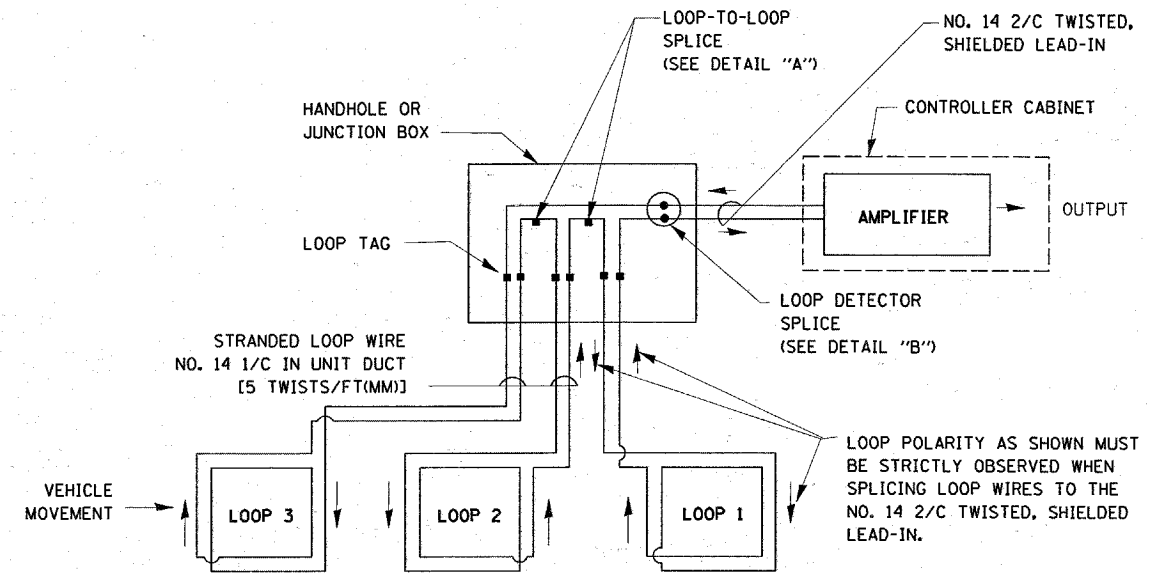 LOOP-TO-LOOP
SPLICE
(SEE DETAIL "A")
NO. 14 2/C TWISTED,
SHIELDED LEAD-IN
HANDHOLE OR
JUNCTION BOX
CONTROLLER CABINET
AMPLIFIER
OUTPUT
LOOP TAG
LOOP DETECTOR
SPLICE
(SEE DETAIL "B")
STRANDED LOOP WIRE
NO. 14 1/C IN UNIT DUCT
[5 TWISTS/FT(MM)]
LOOP POLARITY AS SHOWN MUST
BE STRICTLY OBSERVED WHEN
SPLICING LOOP WIRES TO THE
NO. 14 2/C TWISTED, SHIELDED
LEAD-IN.
VEHICLE
MOVEMENT
LOOP 3
LOOP 2
LOOP 1